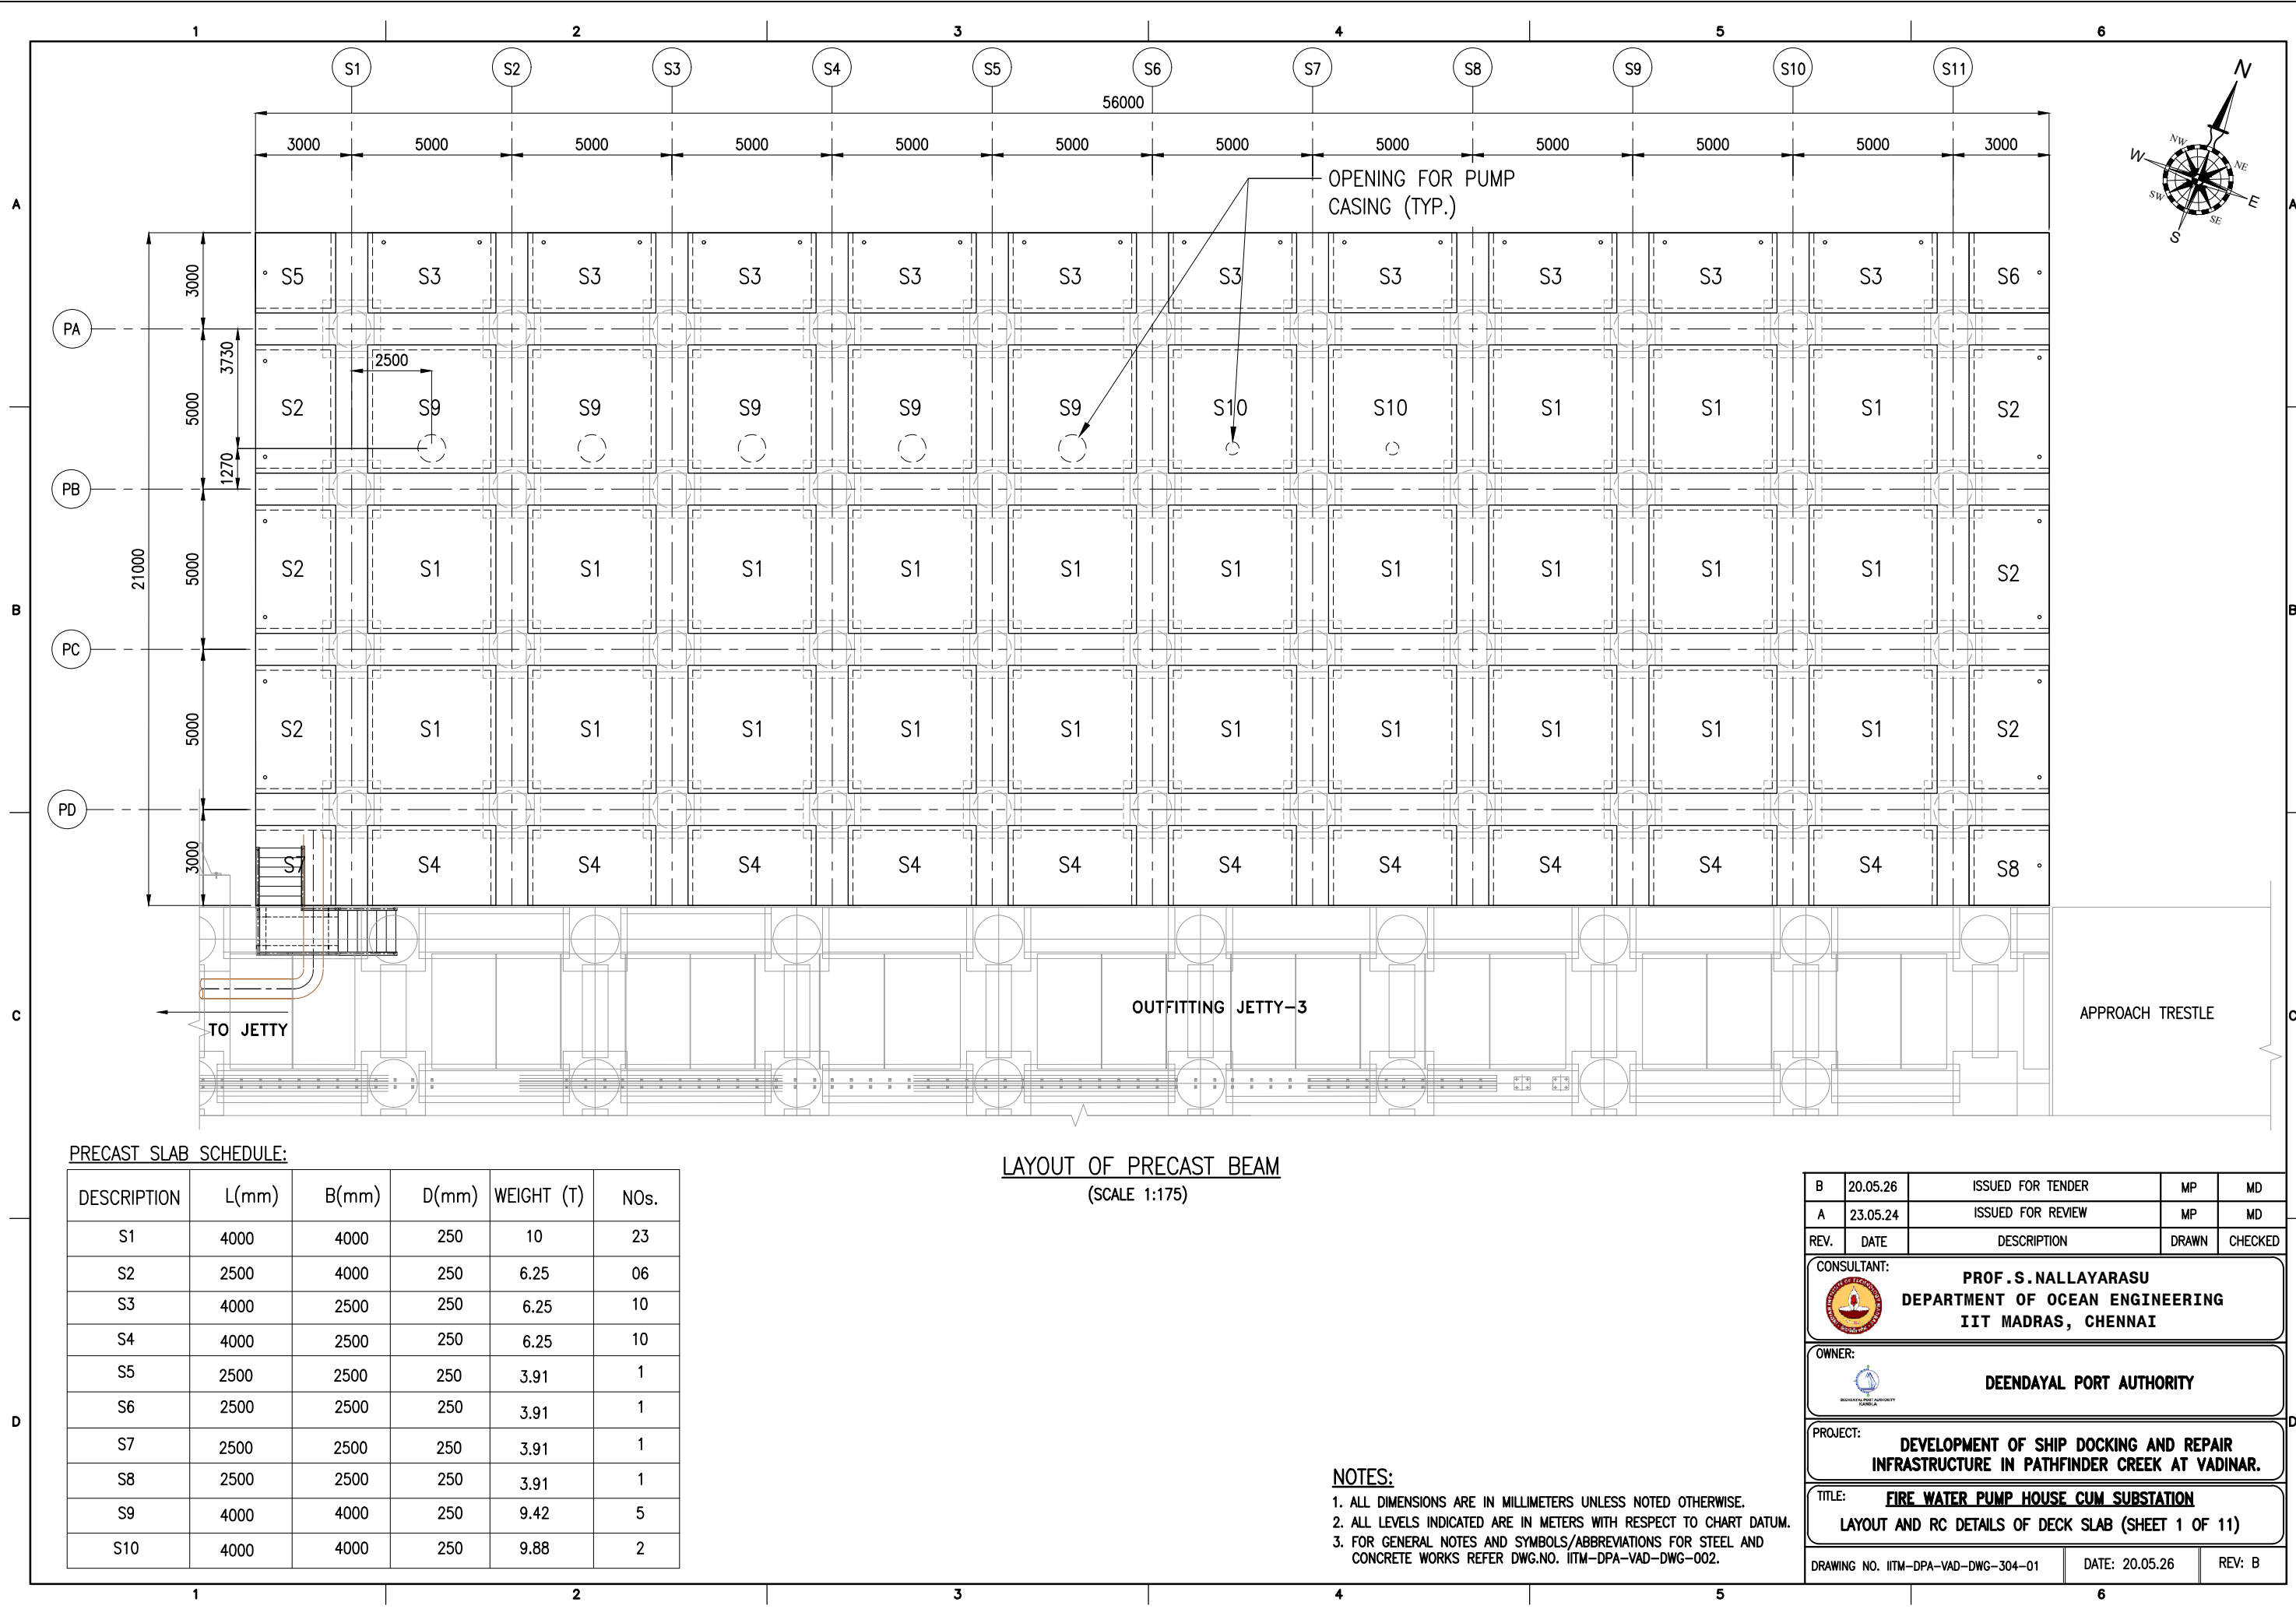 1 2 3 4 5 6
S1 S2 S3 S4 S5 S6 S7 S8 S9 S10 S11
N
56000
3000 5000 5000 5000 5000 5000 5000 5000 5000 5000 5000 3000
NW NE W E SW SE S
OPENING FOR PUMP
CASING (TYP.)
A A
3000
S5 S3 S3 S3 S3 S3 S3 S3 S3 S3 S3 S6
PA
3730
2500
5000
S2 S9 S9 S9 S9 S9 S10 S10 S1 S1 S1 S2
1270
PB
21000
5000
S2 S1 S1 S1 S1 S1 S1 S1 S1 S1 S1 S2
B B
PC
5000
S2 S1 S1 S1 S1 S1 S1 S1 S1 S1 S1 S2
PD
3000
S7 S4 S4 S4 S4 S4 S4 S4 S4 S4 S4 S8
OUTFITTING JETTY-3
APPROACH TRESTLE
C C
TO JETTY
LAYOUT OF PRECAST BEAM
(SCALE 1:175)
PRECAST SLAB SCHEDULE:
DESCRIPTION L(mm) B(mm) D(mm) WEIGHT (T) NOs.
S1 4000 4000 250 10 23
S2 2500 4000 250 6.25 06
S3 4000 2500 250 6.25 10
S4 4000 2500 250 6.25 10
S5 2500 2500 250 3.91 1
S6 2500 2500 250 3.91 1
S7 2500 2500 250 3.91 1
S8 2500 2500 250 3.91 1
S9 4000 4000 250 9.42 5
S10 4000 4000 250 9.88 2
D D
NOTES:
1. ALL DIMENSIONS ARE IN MILLIMETERS UNLESS NOTED OTHERWISE.
2. ALL LEVELS INDICATED ARE IN METERS WITH RESPECT TO CHART DATUM.
3. FOR GENERAL NOTES AND SYMBOLS/ABBREVIATIONS FOR STEEL AND
CONCRETE WORKS REFER DWG.NO. IITM-DPA-VAD-DWG-002.
B 20.05.26 ISSUED FOR TENDER MP MD
A 23.05.24 ISSUED FOR REVIEW MP MD
REV. DATE DESCRIPTION DRAWN CHECKED
CONSULTANT:
PROF.S.NALLAYARASU
DEPARTMENT OF OCEAN ENGINEERING
IIT MADRAS, CHENNAI
OWNER:
DEENDAYAL PORT AUTHORITY
KANDLA
DEENDAYAL PORT AUTHORITY
PROJECT:
DEVELOPMENT OF SHIP DOCKING AND REPAIR
INFRASTRUCTURE IN PATHFINDER CREEK AT VADINAR.
TITLE:
FIRE WATER PUMP HOUSE CUM SUBSTATION
LAYOUT AND RC DETAILS OF DECK SLAB (SHEET 1 OF 11)
DRAWING NO. IITM-DPA-VAD-DWG-304-01 DATE: 20.05.26 REV: B
1 2 3 4 5 6